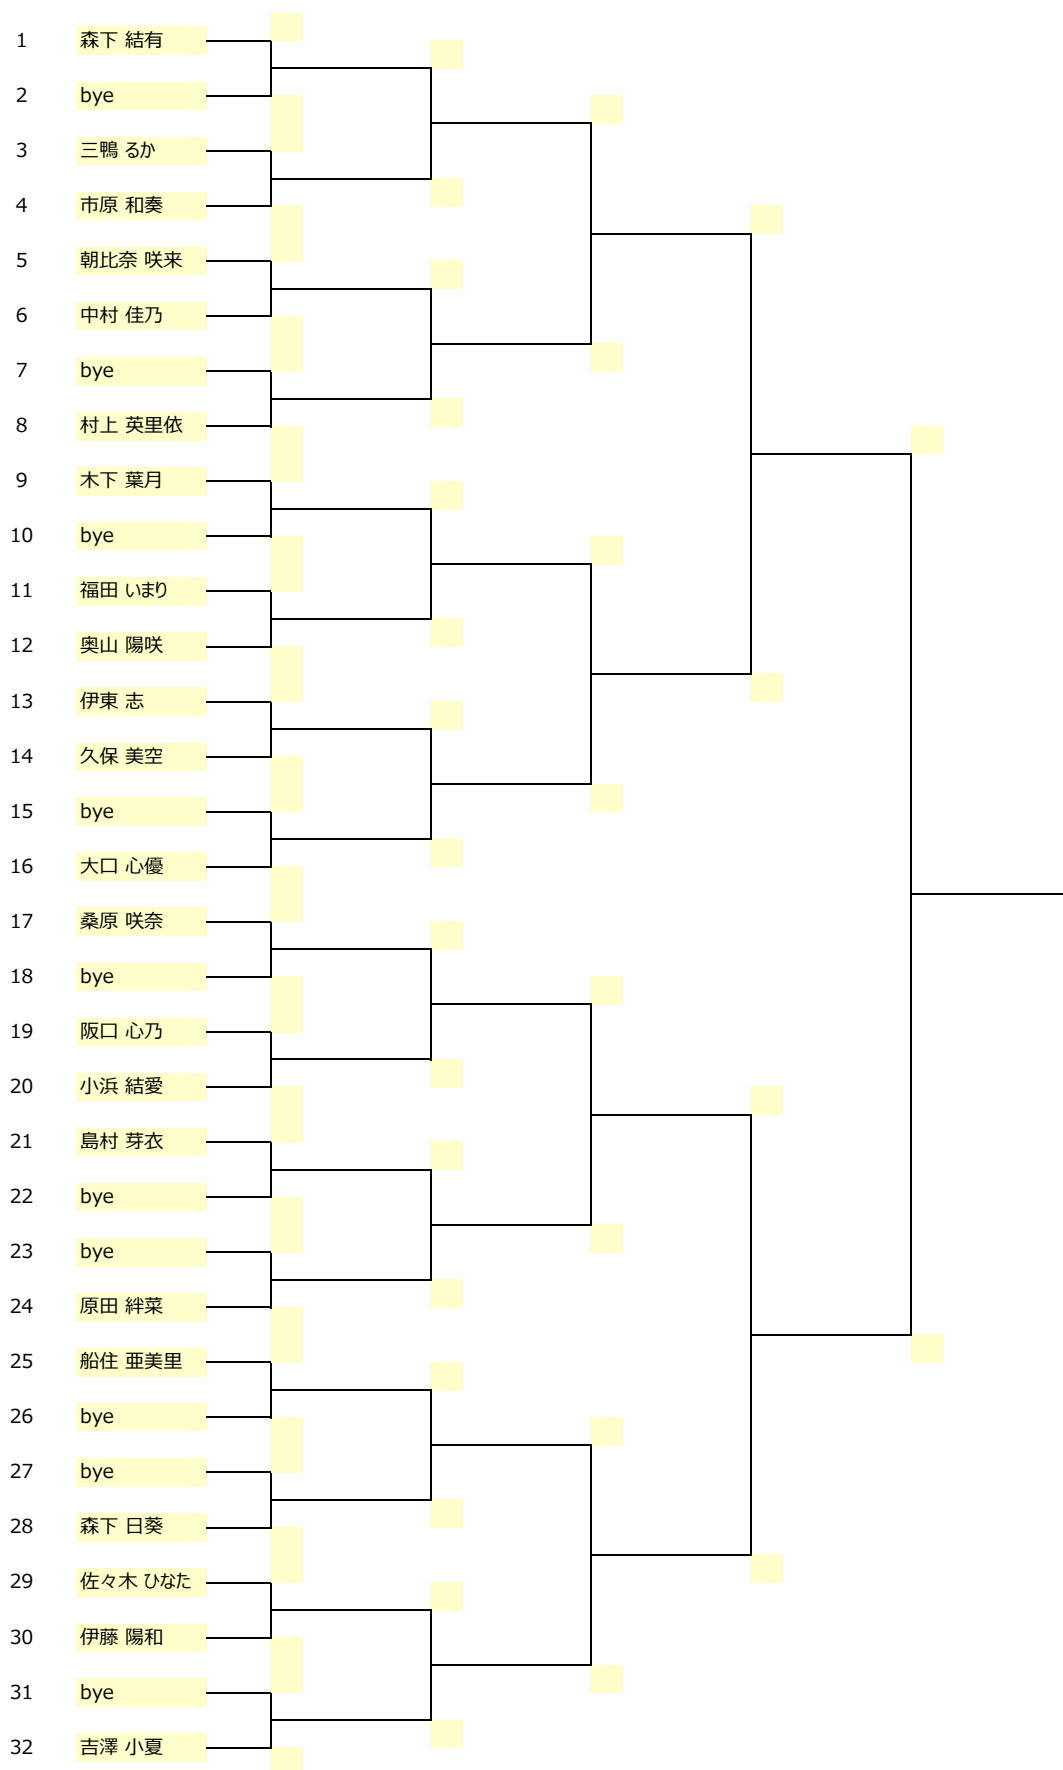 1 森下 結有
2 bye
3 三鴨 るか
4 市原 和奏
5 朝比奈 咲来
6 中村 佳乃
7 bye
8 村上 英里依
9 木下 葉月
10 bye
11 福田 いまり
12 奥山 陽咲
13 伊東 志
14 久保 美空
15 bye
16 大口 心優
17 桑原 咲奈
18 bye
19 阪口 心乃
20 小浜 結愛
21 島村 芽衣
22 bye
23 bye
24 原田 絆菜
25 船住 亜美里
26 bye
27 bye
28 森下 日葵
29 佐々木 ひなた
30 伊藤 陽和
31 bye
32 吉澤 小夏